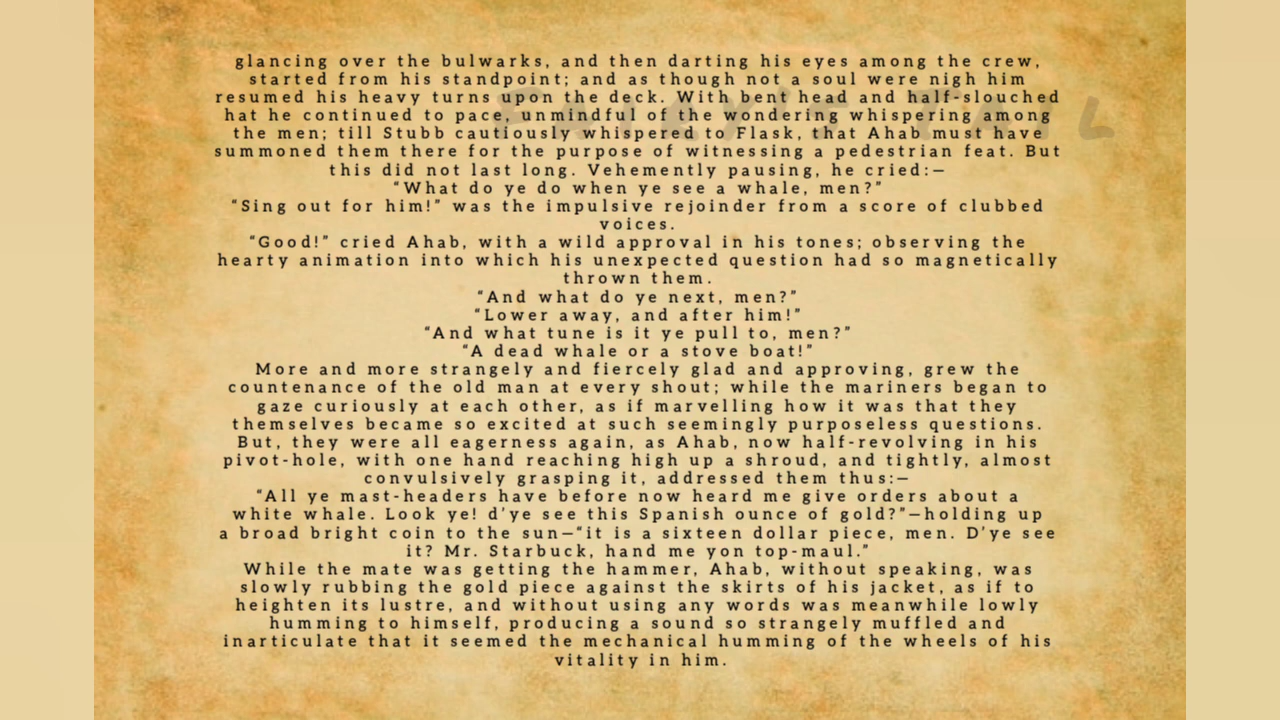 glancing over the bulwarks, and then darting his eyes among the crew,
started from his standpoint; and as though not a soul were nigh him
resumed his heavy turns upon the deck. With bent head and half-slouched
hat he continued to pace, unmindful of the wondering whispering among
the men; till Stubb cautiously whispered to Flask, that Ahab must have
summoned them there for the purpose of witnessing a pedestrian feat. But
this did not last long. Vehemently pausing, he cried:—
“What do ye do when ye see a whale, men?”
“Sing out for him!” was the impulsive rejoinder from a score of clubbed
voices.
“Good!” cried Ahab, with a wild approval in his tones; observing the
hearty animation into which his unexpected question had so magnetically
thrown them.
“And what do ye next, men?”
“Lower away, and after him!”
“And what tune is it ye pull to, men?”
“A dead whale or a stove boat!”
More and more strangely and fiercely glad and approving, grew the
countenance of the old man at every shout; while the mariners began to
gaze curiously at each other, as if marvelling how it was that they
themselves became so excited at such seemingly purposeless questions.
But, they were all eagerness again, as Ahab, now half-revolving in his
pivot-hole, with one hand reaching high up a shroud, and tightly, almost
convulsively grasping it, addressed them thus:—
“All ye mast-headers have before now heard me give orders about a
white whale. Look ye! d’ye see this Spanish ounce of gold?”—holding up
a broad bright coin to the sun—“it is a sixteen dollar piece, men. D’ye see
it? Mr. Starbuck, hand me yon top-maul.”
While the mate was getting the hammer, Ahab, without speaking, was
slowly rubbing the gold piece against the skirts of his jacket, as if to
heighten its lustre, and without using any words was meanwhile lowly
humming to himself, producing a sound so strangely muffled and
inarticulate that it seemed the mechanical humming of the wheels of his
vitality in him.